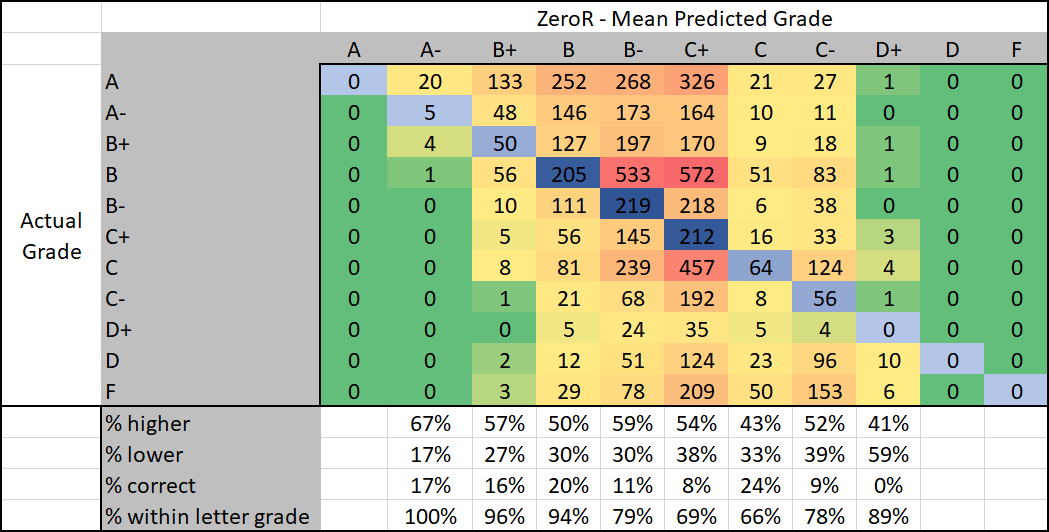 ZeroR - Mean Predicted Grade
A A- B+ B B- C+ C C- D+ D F
A 0 20 133 252 268 326 21 27 1 0 0
A- 0 5 48 146 173 164 10 11 0 0 0
B+ 0 4 50 127 197 170 9 18 1 0 0
B 0 1 56 205 533 572 51 83 1 0 0
Actual Grade
B- 0 0 10 111 219 218 6 38 0 0 0
C+ 0 0 5 56 145 212 16 33 3 0 0
C 0 0 8 81 239 457 64 124 4 0 0
C- 0 0 1 21 68 192 8 56 1 0 0
D+ 0 0 0 5 24 35 5 4 0 0 0
D 0 0 2 12 51 124 23 96 10 0 0
F 0 0 3 29 78 209 50 153 6 0 0
% higher 67% 57% 50% 59% 54% 43% 52% 41%
% lower 17% 27% 30% 30% 38% 33% 39% 59%
% correct 17% 16% 20% 11% 8% 24% 9% 0%
% within letter grade 100% 96% 94% 79% 69% 66% 78% 89%